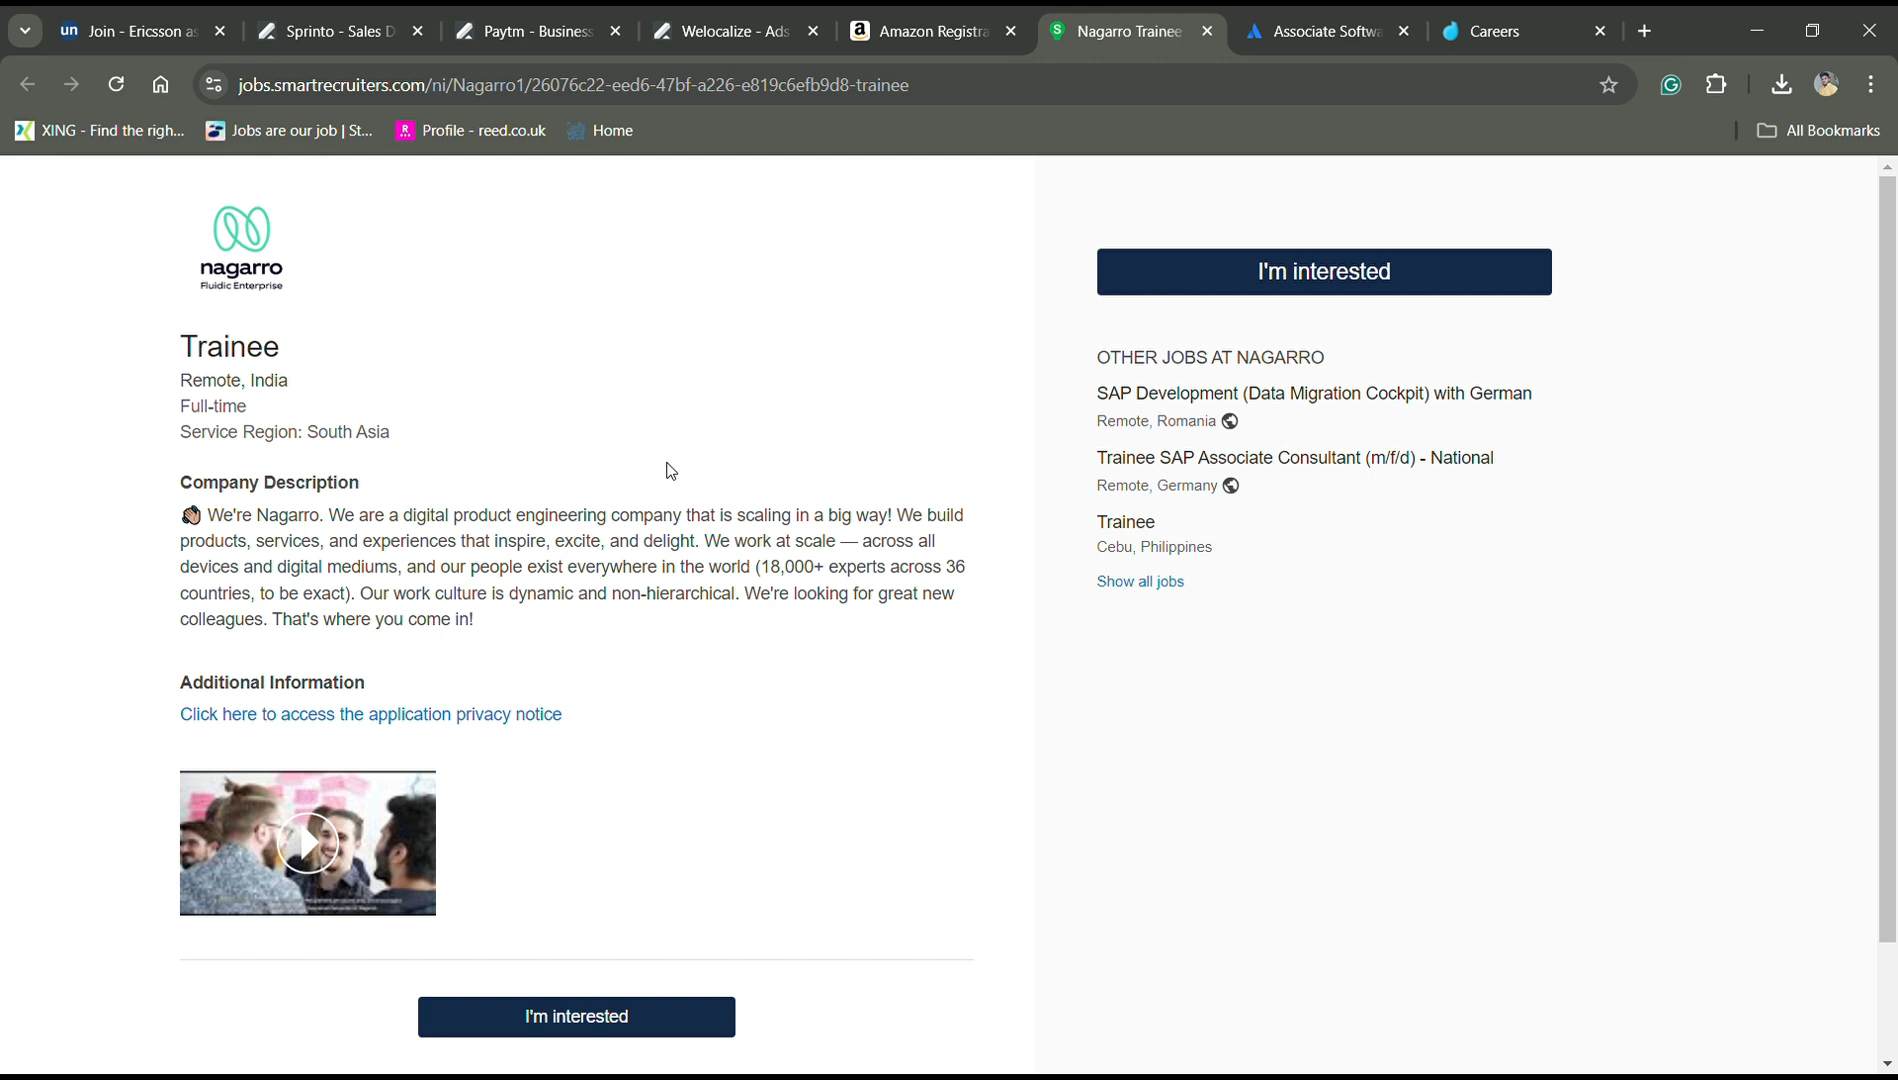 Join - Ericsson as
Sprinto - Sales D
Paytm - Business
Welocalize - Ads
Amazon Registra
Nagarro Trainee
Associate Softwa
Careers
jobs.smartrecruiters.com/ni/Nagarro1/26076c22-eed6-47bf-a226-e819c6efb9d8-trainee
XING - Find the righ...
Jobs are our job | St...
Profile - reed.co.uk
Home
All Bookmarks
nagarro
Fluidic Enterprise
Trainee
Remote, India
Full-time
Service Region: South Asia
Company Description
👋🏽 We're Nagarro. We are a digital product engineering company that is scaling in a big way! We build
products, services, and experiences that inspire, excite, and delight. We work at scale — across all
devices and digital mediums, and our people exist everywhere in the world (18,000+ experts across 36
countries, to be exact). Our work culture is dynamic and non-hierarchical. We're looking for great new
colleagues. That's where you come in!
Additional Information
Click here to access the application privacy notice
I'm interested
I'm interested
OTHER JOBS AT NAGARRO
SAP Development (Data Migration Cockpit) with German
Remote, Romania
Trainee SAP Associate Consultant (m/f/d) - National
Remote, Germany
Trainee
Cebu, Philippines
Show all jobs